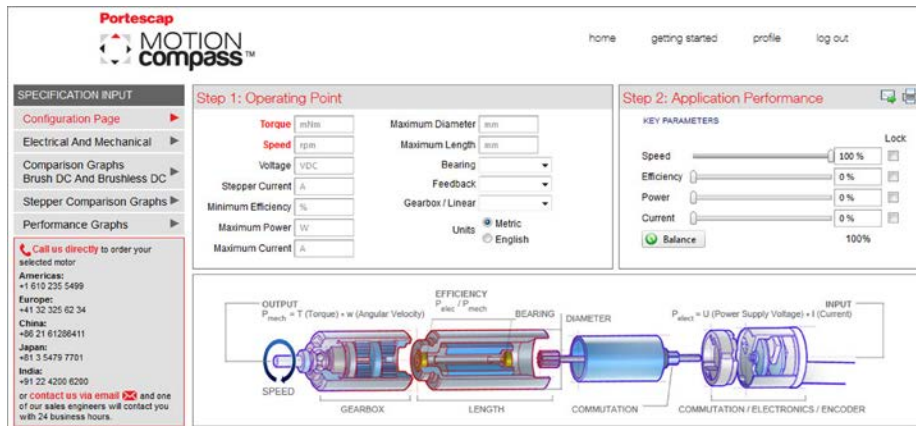 Portescap
MOTION
compass™
home getting started profile log out
SPECIFICATION INPUT
Configuration Page
Electrical And Mechanical
Comparison Graphs
Brush DC And Brushless DC
Stepper Comparison Graphs
Performance Graphs
Call us directly to order your
selected motor
Americas:
+1 610 235 5499
Europe:
+41 32 325 62 34
China:
+86 21 61286411
Japan:
+81 3 5479 7701
India:
+91 22 4200 6200
or contact us via email and one
of our sales engineers will contact you
with 24 business hours.
Step 1: Operating Point
Torque mNm
Speed rpm
Voltage VDC
Stepper Current A
Minimum Efficiency %
Maximum Power W
Maximum Current A
Maximum Diameter mm
Maximum Length mm
Bearing
Feedback
Gearbox / Linear
Units Metric
English
Step 2: Application Performance
KEY PARAMETERS
Lock
Speed 100 %
Efficiency 0 %
Power 0 %
Current 0 %
Balance 100%
OUTPUT
P mech = T (Torque) • w (Angular Velocity)
EFFICIENCY
P elec / P mech
BEARING
DIAMETER
INPUT
P elect = U (Power Supply Voltage) • I (Current)
SPEED
GEARBOX
LENGTH
COMMUTATION
COMMUTATION / ELECTRONICS / ENCODER